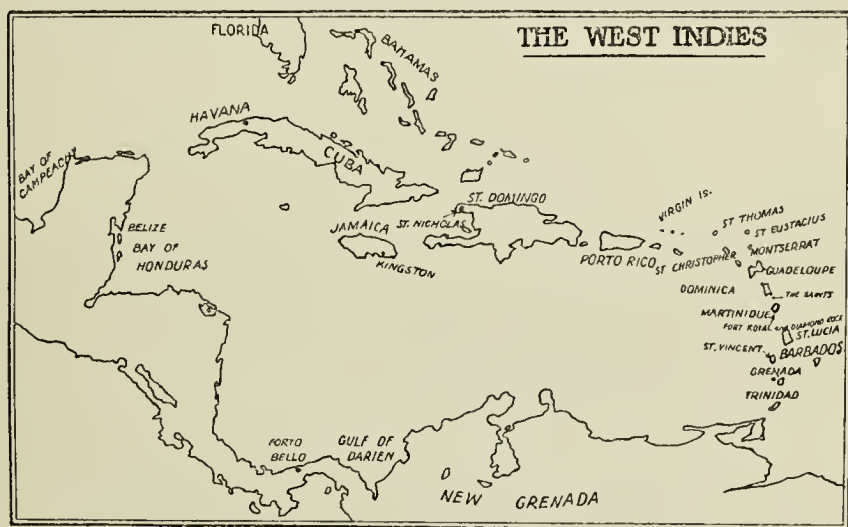 THE WEST INDIES
FLORIDA
BAHAMAS
HAVANA
CUBA
BAY OF
CAMPEACHY
BELIZE
BAY OF
HONDURAS
JAMAICA
KINGSTON
ST. NICHOLAS
ST. DOMINGO
PORTO RICO
VIRGIN IS.
ST THOMAS
ST EUSTACIUS
ST CHRISTOPHER
MONTSERRAT
GUADELOUPE
DOMINICA
THE SAINTS
MARTINIQUE
FORT ROYAL and DIAMOND ROCK
ST. LUCIA
ST. VINCENT
BARBADOS
GRENADA
TRINIDAD
PORTO
BELLO
GULF OF
DARIEN
NEW GRENADA